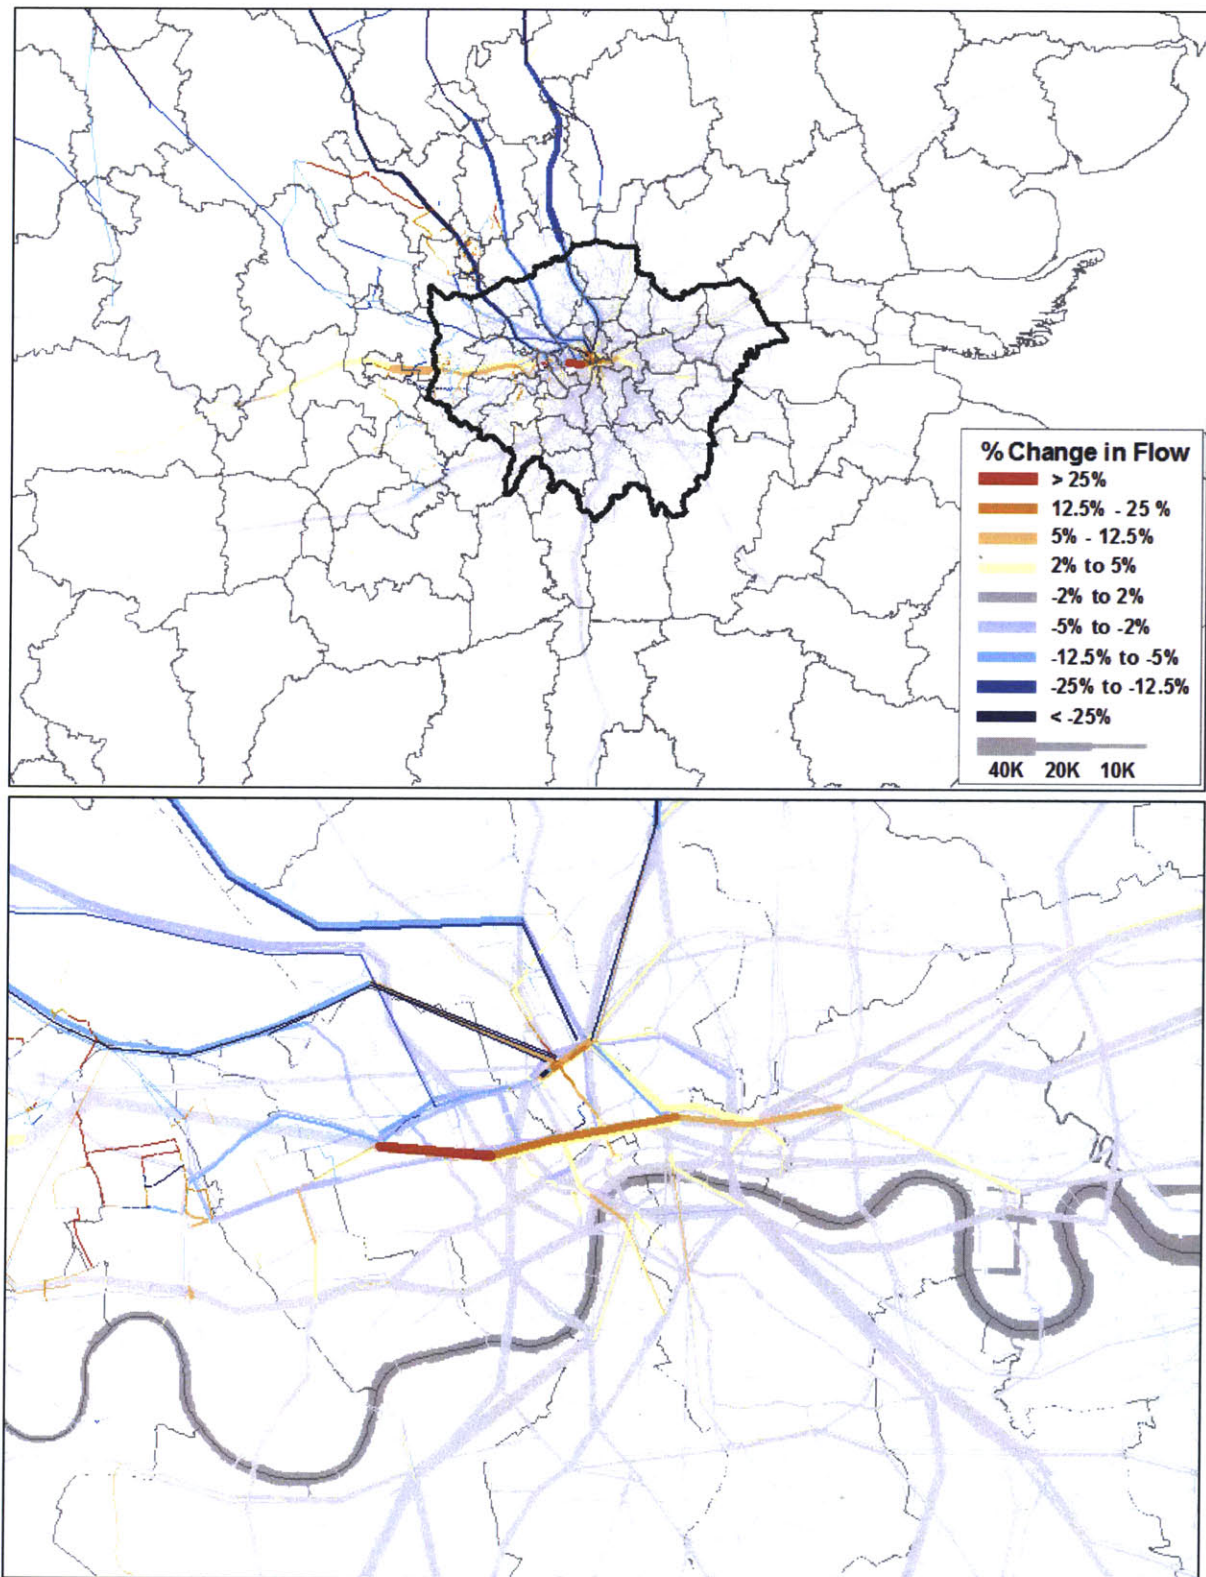 % Change in Flow
> 25%
12.5% - 25 %
5% - 12.5%
2% to 5%
-2% to 2%
-5% to -2%
-12.5% to -5%
-25% to -12.5%
< -25%
40K 20K 10K